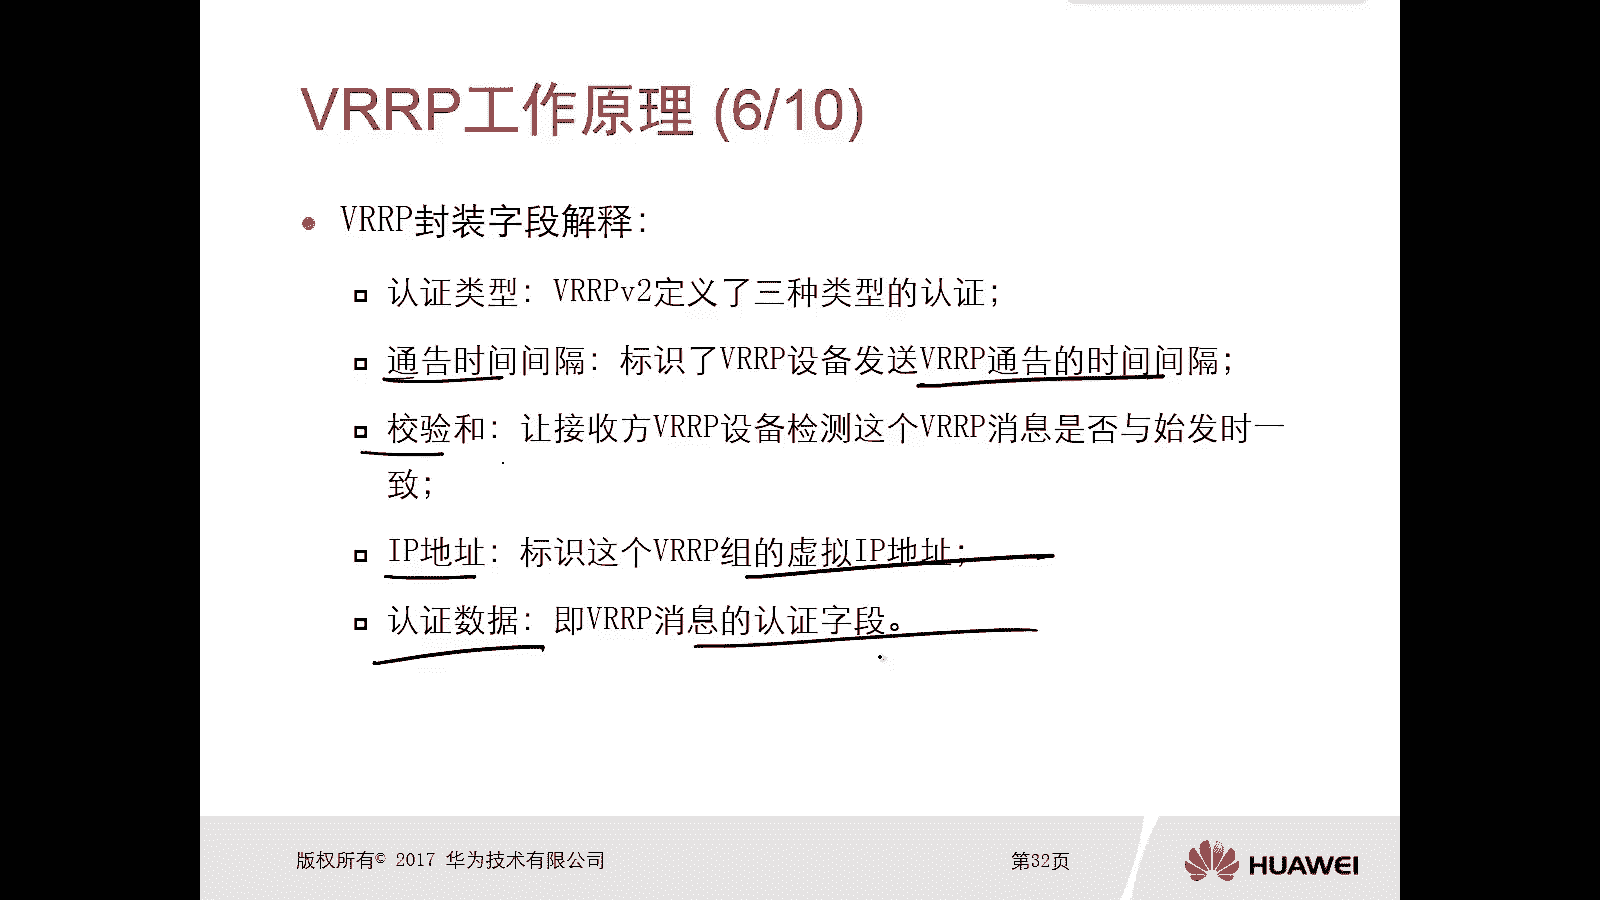 VRRP工作原理 (6/10)
VRRP封装字段解释：
认证类型：VRRPv2定义了三种类型的认证；
通告时间间隔：标识了VRRP设备发送VRRP通告的时间间隔；
校验和：让接收方VRRP设备检测这个VRRP消息是否与始发时一
致；
IP地址：标识这个VRRP组的虚拟IP地址；
认证数据：即VRRP消息的认证字段。
版权所有© 2017 华为技术有限公司
第32页
HUAWEI